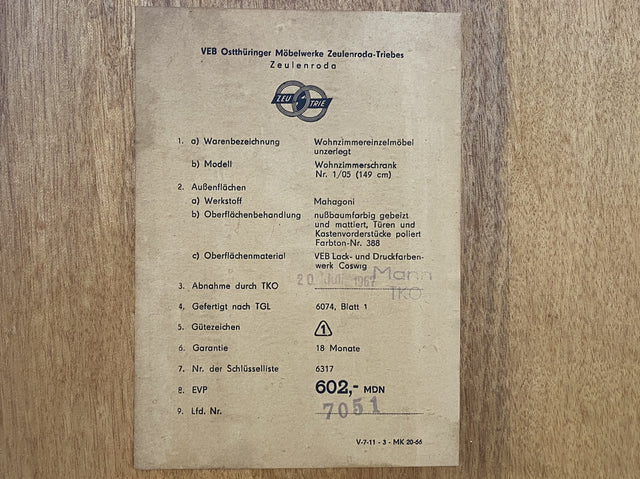 VEB Ostthüringer Möbelwerke Zeulenroda-Triebes
Zeulenroda
ZEU TRIE
1. a) Warenbezeichnung Wohnzimmereinzelmöbel
unzerlegt
b) Modell Wohnzimmerschrank
Nr. 1/05 (149 cm)
2. Außenflächen
a) Werkstoff Mahagoni
b) Oberflächenbehandlung nußbaumfarbig gebeizt
und mattiert, Türen und
Kastenvorderstücke poliert
Farbton-Nr. 388
c) Oberflächenmaterial VEB Lack- und Druckfarben-
werk Coswig
3. Abnahme durch TKO 20. Juli 1967 Mann
TKO
4. Gefertigt nach TGL 6074, Blatt 1
5. Gütezeichen 1
6. Garantie 18 Monate
7. Nr. der Schlüsselliste 6317
8. EVP 602,- MDN
9. Lfd. Nr. 7051
V-7-11 - 3 - MK 20-66